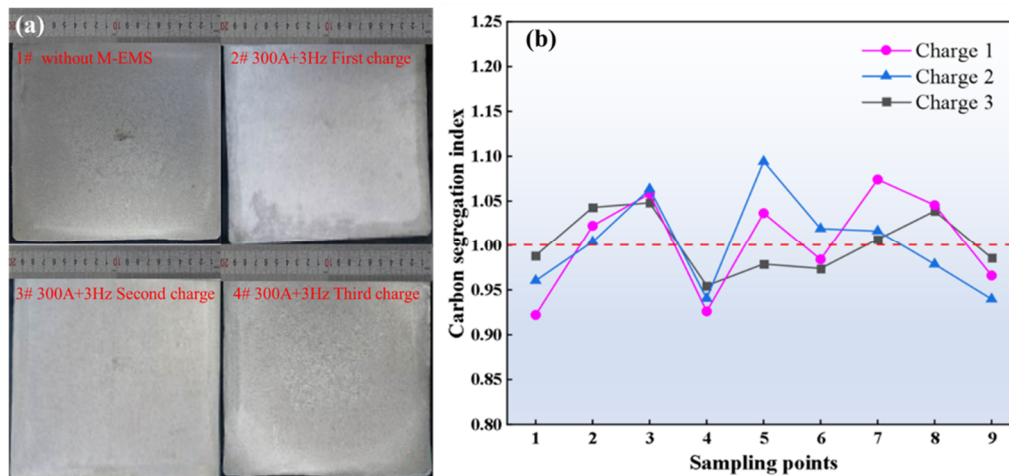 (a)
1# without M-EMS
2# 300A+3Hz First charge
3# 300A+3Hz Second charge
4# 300A+3Hz Third charge
(b)
Charge 1
Charge 2
Charge 3
Carbon segregation index
1.25
1.20
1.15
1.10
1.05
1.00
0.95
0.90
0.85
0.80
1 2 3 4 5 6 7 8 9
Sampling points